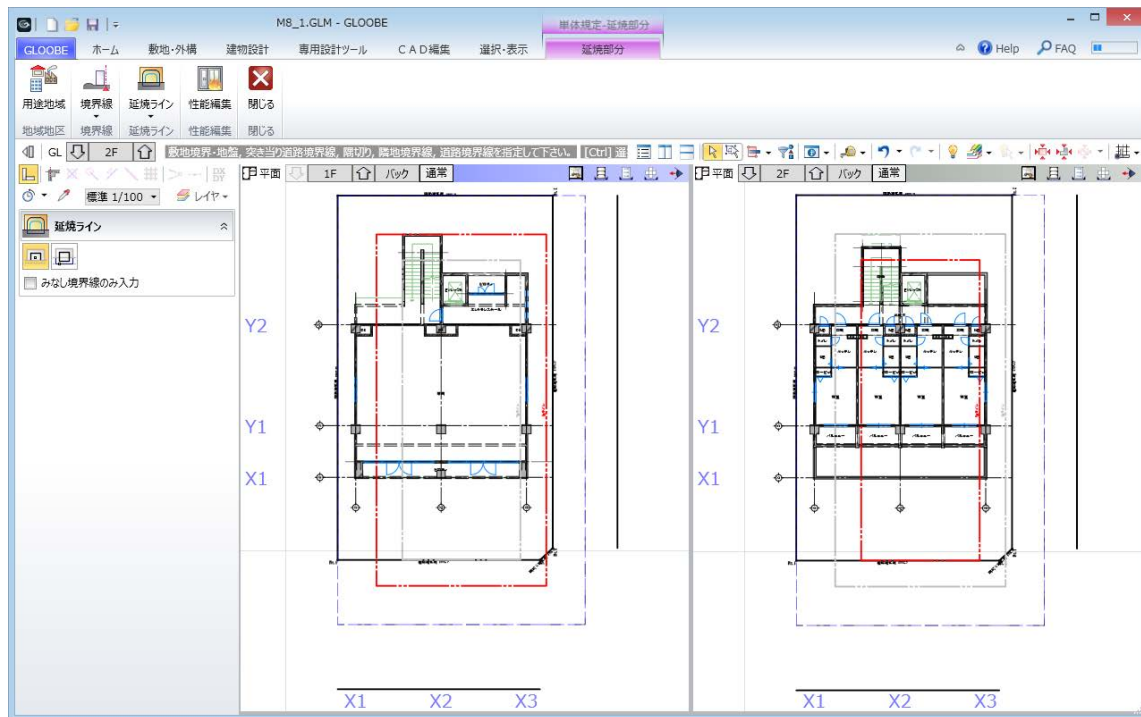 M8_1.GLM - GLOOBE
単体規定-延焼部分
GLOOBE ホーム 敷地・外構 建物設計 専用設計ツール CAD編集 選択・表示 延焼部分 Help FAQ
用途地域 境界線 延焼ライン 性能編集 閉じる
地域地区 境界線 延焼ライン 性能編集 閉じる
GL 2F 敷地境界・地盤, 突き当り道路境界線, 隅切り, 隣地境界線, 道路境界線を指定して下さい。 [Ctrl]
平面 1F バック 通常
平面 2F バック 通常
標準 1/100 レイヤ
延焼ライン
みなし境界線のみ入力
Y2
Y1
X1
X1 X2 X3
Y2
Y1
X1
X1 X2 X3